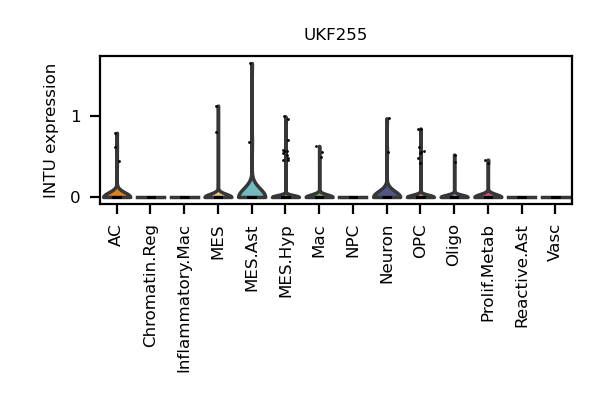 UKF255
INTU expression
1
0
AC
Chromatin.Reg
Inflammatory.Mac
MES
MES.Ast
MES.Hyp
Mac
NPC
Neuron
OPC
Oligo
Prolif.Metab
Reactive.Ast
Vasc